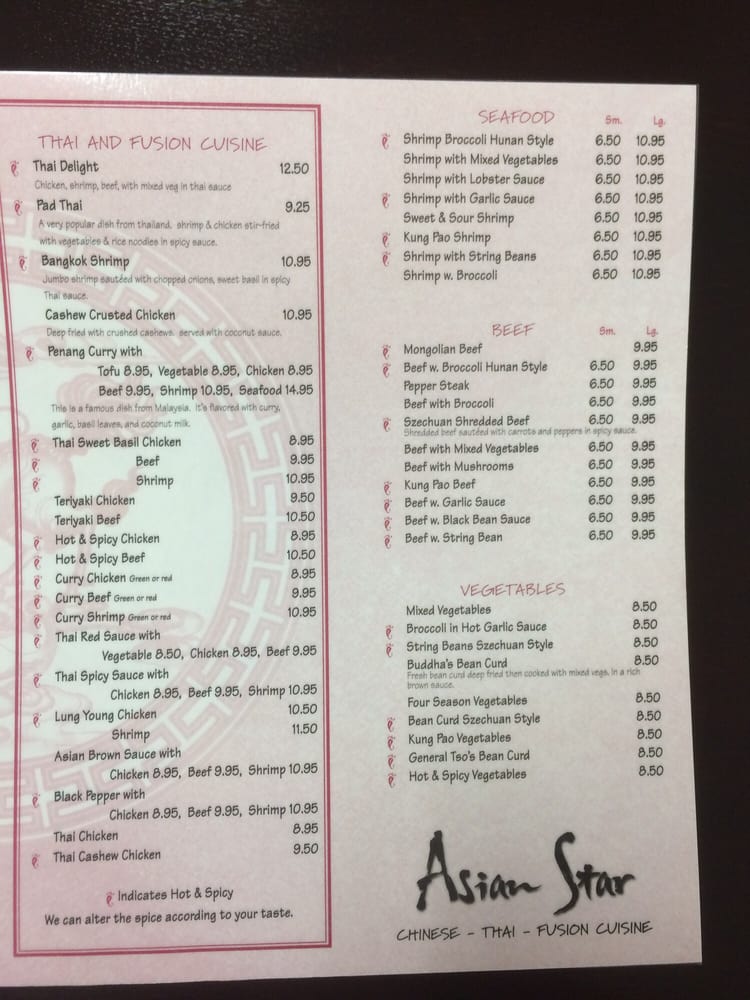 THAI AND FUSION CUISINE
Thai Delight 12.50
Chicken, shrimp, beef, with mixed veg in thai sauce
Pad Thai 9.25
A very popular dish from thailand. shrimp & chicken stir-fried
with vegetables & rice noodles in spicy sauce.
Bangkok Shrimp 10.95
Jumbo shrimp sautéed with chopped onions, sweet basil in spicy
Thai sauce.
Cashew Crusted Chicken 10.95
Deep fried with crushed cashews. served with coconut sauce.
Penang Curry with
Tofu 8.95, Vegetable 8.95, Chicken 8.95
Beef 9.95, Shrimp 10.95, Seafood 14.95
This is a famous dish from Malaysia. It's flavored with curry,
garlic, basil leaves, and coconut milk.
Thai Sweet Basil Chicken 8.95
Beef 9.95
Shrimp 10.95
Teriyaki Chicken 9.50
Teriyaki Beef 10.50
Hot & Spicy Chicken 8.95
Hot & Spicy Beef 10.50
Curry Chicken Green or red 8.95
Curry Beef Green or red 9.95
Curry Shrimp Green or red 10.95
Thai Red Sauce with
Vegetable 8.50, Chicken 8.95, Beef 9.95
Thai Spicy Sauce with
Chicken 8.95, Beef 9.95, Shrimp 10.95
Lung Young Chicken 10.50
Shrimp 11.50
Asian Brown Sauce with
Chicken 8.95, Beef 9.95, Shrimp 10.95
Black Pepper with
Chicken 8.95, Beef 9.95, Shrimp 10.95
Thai Chicken 8.95
Thai Cashew Chicken 9.50
Indicates Hot & Spicy
We can alter the spice according to your taste.
SEAFOOD Sm. Lg.
Shrimp Broccoli Hunan Style 6.50 10.95
Shrimp with Mixed Vegetables 6.50 10.95
Shrimp with Lobster Sauce 6.50 10.95
Shrimp with Garlic Sauce 6.50 10.95
Sweet & Sour Shrimp 6.50 10.95
Kung Pao Shrimp 6.50 10.95
Shrimp with String Beans 6.50 10.95
Shrimp w. Broccoli 6.50 10.95
BEEF Sm. Lg.
Mongolian Beef 9.95
Beef w. Broccoli Hunan Style 6.50 9.95
Pepper Steak 6.50 9.95
Beef with Broccoli 6.50 9.95
Szechuan Shredded Beef 6.50 9.95
Shredded beef sautéed with carrots and peppers in spicy sauce.
Beef with Mixed Vegetables 6.50 9.95
Beef with Mushrooms 6.50 9.95
Kung Pao Beef 6.50 9.95
Beef w. Garlic Sauce 6.50 9.95
Beef w. Black Bean Sauce 6.50 9.95
Beef w. String Bean 6.50 9.95
VEGETABLES
Mixed Vegetables 8.50
Broccoli in Hot Garlic Sauce 8.50
String Beans Szechuan Style 8.50
Buddha's Bean Curd 8.50
Fresh bean curd deep fried then cooked with mixed vegs. in a rich
brown sauce.
Four Season Vegetables 8.50
Bean Curd Szechuan Style 8.50
Kung Pao Vegetables 8.50
General Tso's Bean Curd 8.50
Hot & Spicy Vegetables 8.50
Asian Star
CHINESE - THAI - FUSION CUISINE